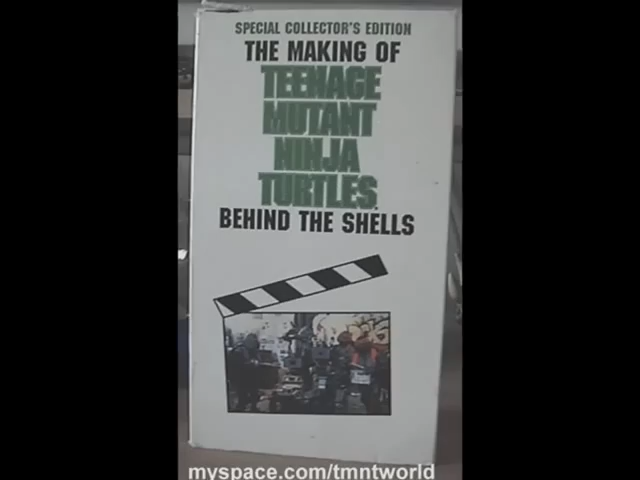 SPECIAL COLLECTOR'S EDITION
THE MAKING OF
TEENAGE
MUTANT
NINJA
TURTLES
BEHIND THE SHELLS
myspace.com/tmntworld